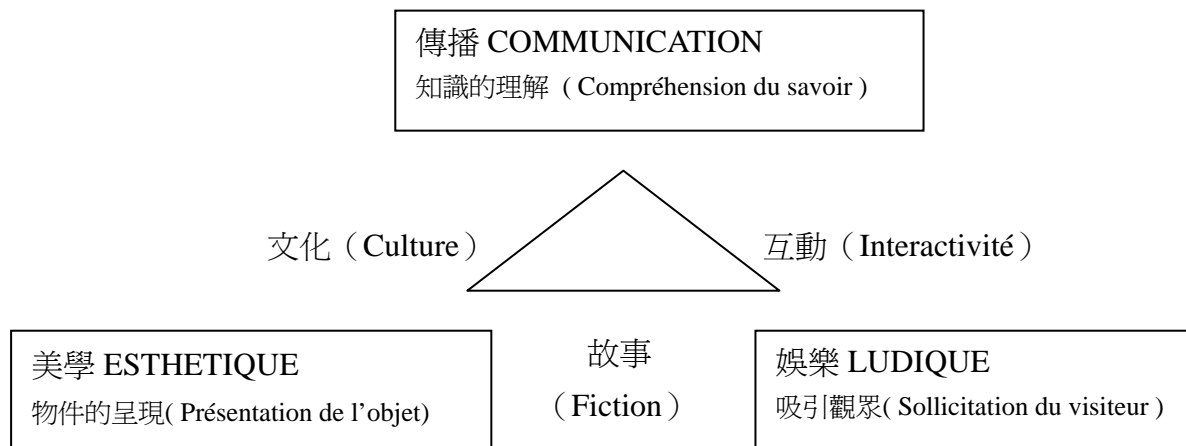 傳播 COMMUNICATION
知識的理解 ( Compréhension du savoir )
文化（Culture）
互動（Interactivité）
美學 ESTHETIQUE
物件的呈現( Présentation de l’objet)
故事
（Fiction）
娛樂 LUDIQUE
吸引觀眾( Sollicitation du visiteur )